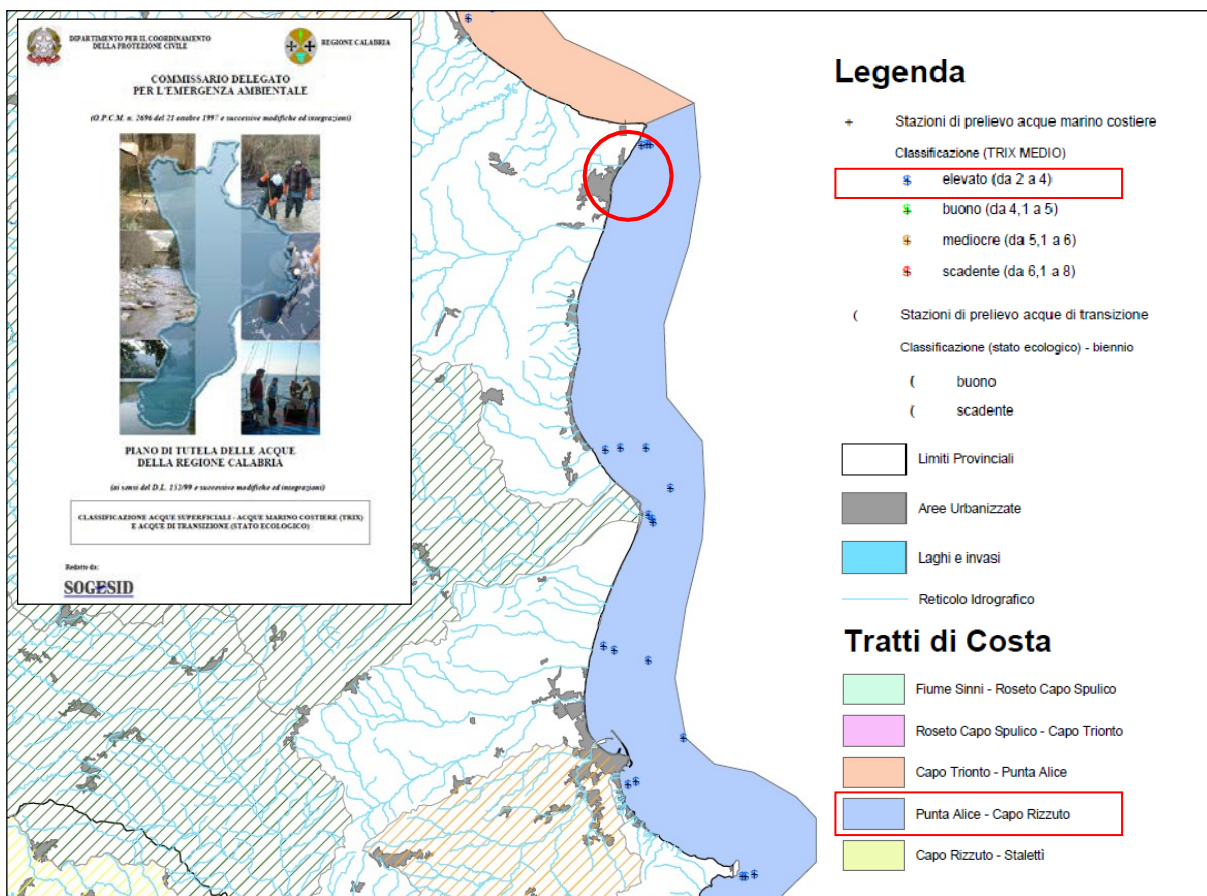 DIPARTIMENTO PER IL COORDINAMENTO
DELLA PROTEZIONE CIVILE
REGIONE CALABRIA
COMMISSARIO DELEGATO
PER L'EMERGENZA AMBIENTALE
(O.P.C.M. n. 2696 del 21 ottobre 1997 e successive modifiche ed integrazioni)
PIANO DI TUTELA DELLE ACQUE
DELLA REGIONE CALABRIA
(ai sensi del D.L. 152/99 e successive modifiche ed integrazioni)
CLASSIFICAZIONE ACQUE SUPERFICIALI - ACQUE MARINO COSTIERE (TRIX)
E ACQUE DI TRANSIZIONE (STATO ECOLOGICO)
Redatto da:
SOGESID
Legenda
Stazioni di prelievo acque marino costiere
Classificazione (TRIX MEDIO)
elevato (da 2 a 4)
buono (da 4,1 a 5)
mediocre (da 5,1 a 6)
scadente (da 6,1 a 8)
Stazioni di prelievo acque di transizione
Classificazione (stato ecologico) - biennio
buono
scadente
Limiti Provinciali
Aree Urbanizzate
Laghi e invasi
Reticolo Idrografico
Tratti di Costa
Fiume Sinni - Roseto Capo Spulico
Roseto Capo Spulico - Capo Trionto
Capo Trionto - Punta Alice
Punta Alice - Capo Rizzuto
Capo Rizzuto - Stalettì